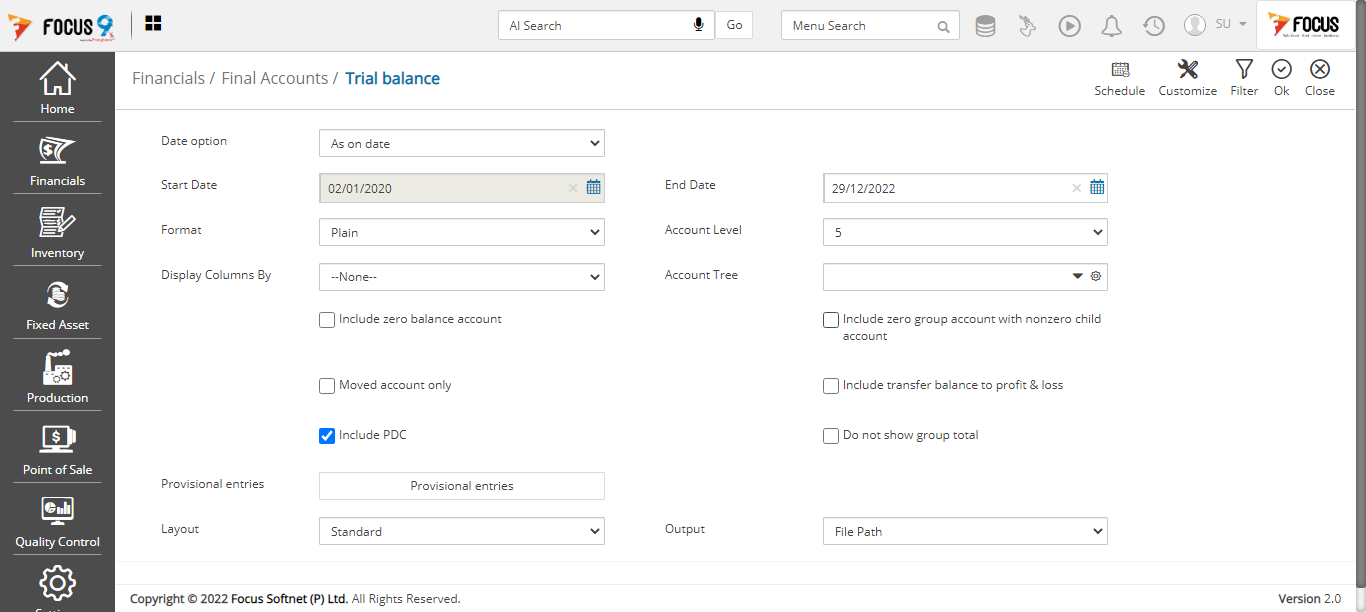 FOCUS 9
AI Search
Go
Menu Search
SU
FOCUS
Financials / Final Accounts / Trial balance
Schedule
Customize
Filter
Ok
Close
Home
Financials
Inventory
Fixed Asset
Production
Point of Sale
Quality Control
Date option
As on date
Start Date
02/01/2020
End Date
29/12/2022
Format
Plain
Account Level
5
Display Columns By
--None--
Account Tree
Include zero balance account
Include zero group account with nonzero child
account
Moved account only
Include transfer balance to profit & loss
Include PDC
Do not show group total
Provisional entries
Provisional entries
Layout
Standard
Output
File Path
Copyright © 2022 Focus Softnet (P) Ltd. All Rights Reserved.
Version 2.0